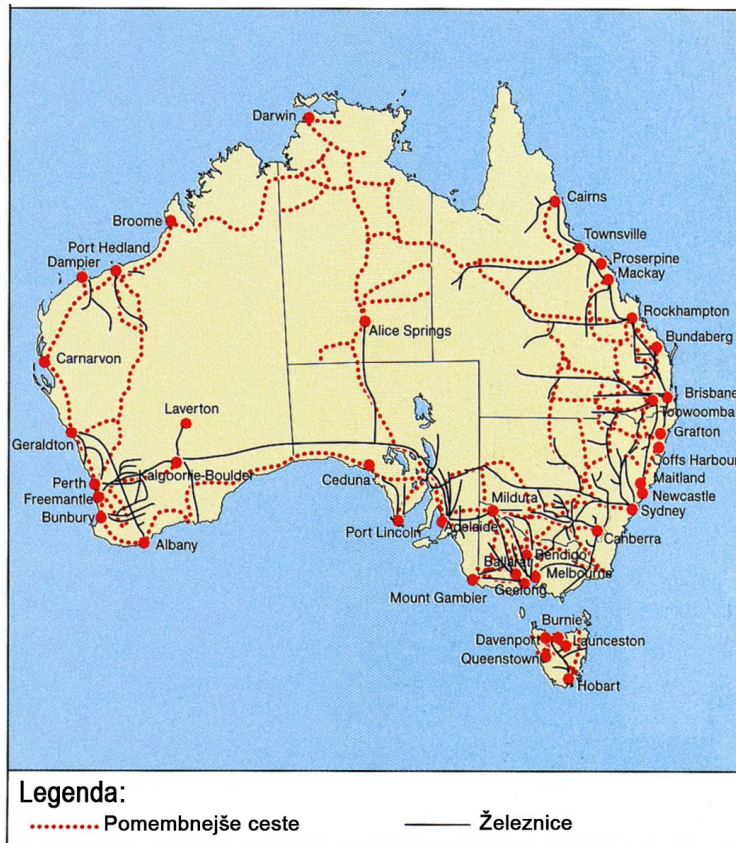 Darwin
Cairns
Broome
Townsville
Port Hedland
Proserpine
Dampier
Mackay
Rockhampton
Alice Springs
Bundaberg
Carnarvon
Laverton
Brisbane
Toowoomba
Geraldton
Grafton
Coffs Harbour
Kalgoorlie-Boulder
Maitland
Perth
Ceduna
Newcastle
Freemantle
Mildura
Sydney
Bunbury
Port Lincoln
Adelaide
Canberra
Albany
Bendigo
Ballarat
Melbourne
Mount Gambier
Geelong
Burnie
Davenport
Launceston
Queenstown
Hobart
Legenda:
Pomembnejše ceste
Železnice